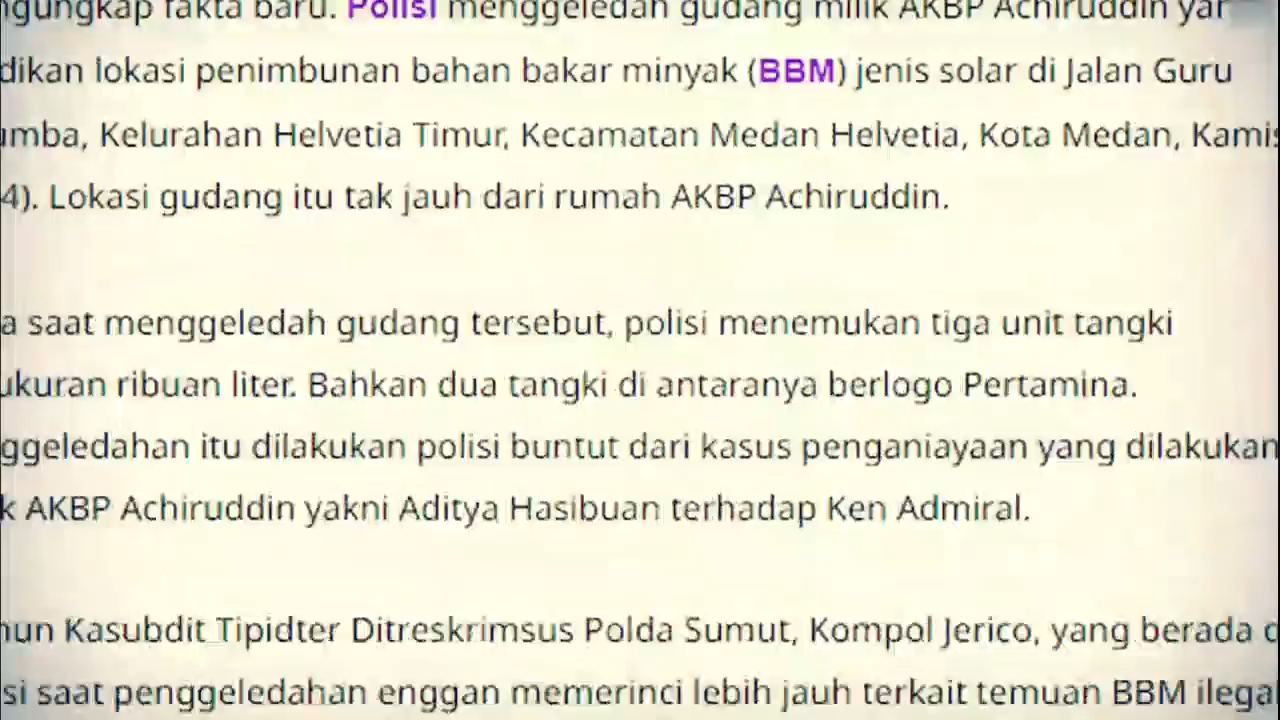 ngungkap fakta baru. Polisi menggeledah gudang milik AKBP Achiruddin yan
dikan lokasi penimbunan bahan bakar minyak (BBM) jenis solar di Jalan Guru
umba, Kelurahan Helvetia Timur, Kecamatan Medan Helvetia, Kota Medan, Kamis
4). Lokasi gudang itu tak jauh dari rumah AKBP Achiruddin.
a saat menggeledah gudang tersebut, polisi menemukan tiga unit tangki
ukuran ribuan liter. Bahkan dua tangki di antaranya berlogo Pertamina.
ggeledahan itu dilakukan polisi buntut dari kasus penganiayaan yang dilakukan
k AKBP Achiruddin yakni Aditya Hasibuan terhadap Ken Admiral.
nun Kasubdit Tipidter Ditreskrimsus Polda Sumut, Kompol Jerico, yang berada d
si saat penggeledahan enggan memerinci lebih jauh terkait temuan BBM ilega